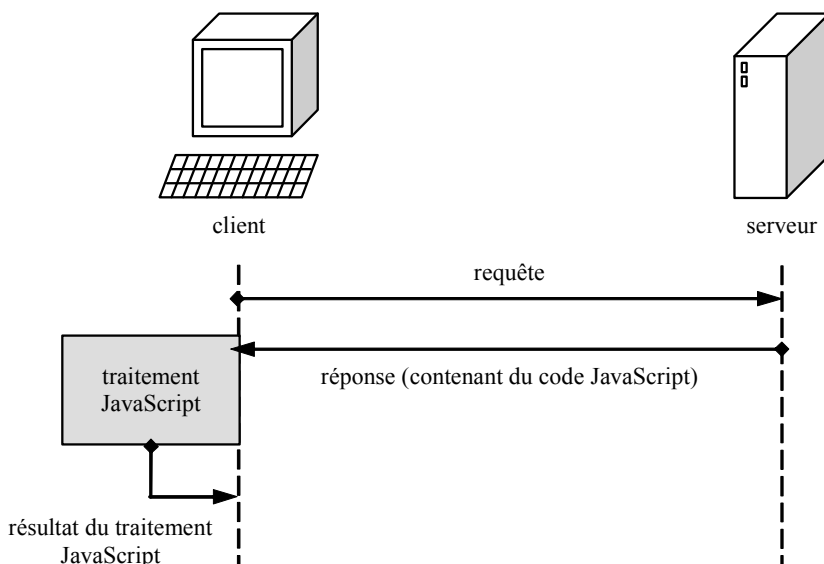 client
serveur
requête
traitement
JavaScript
réponse (contenant du code JavaScript)
résultat du traitement
JavaScript